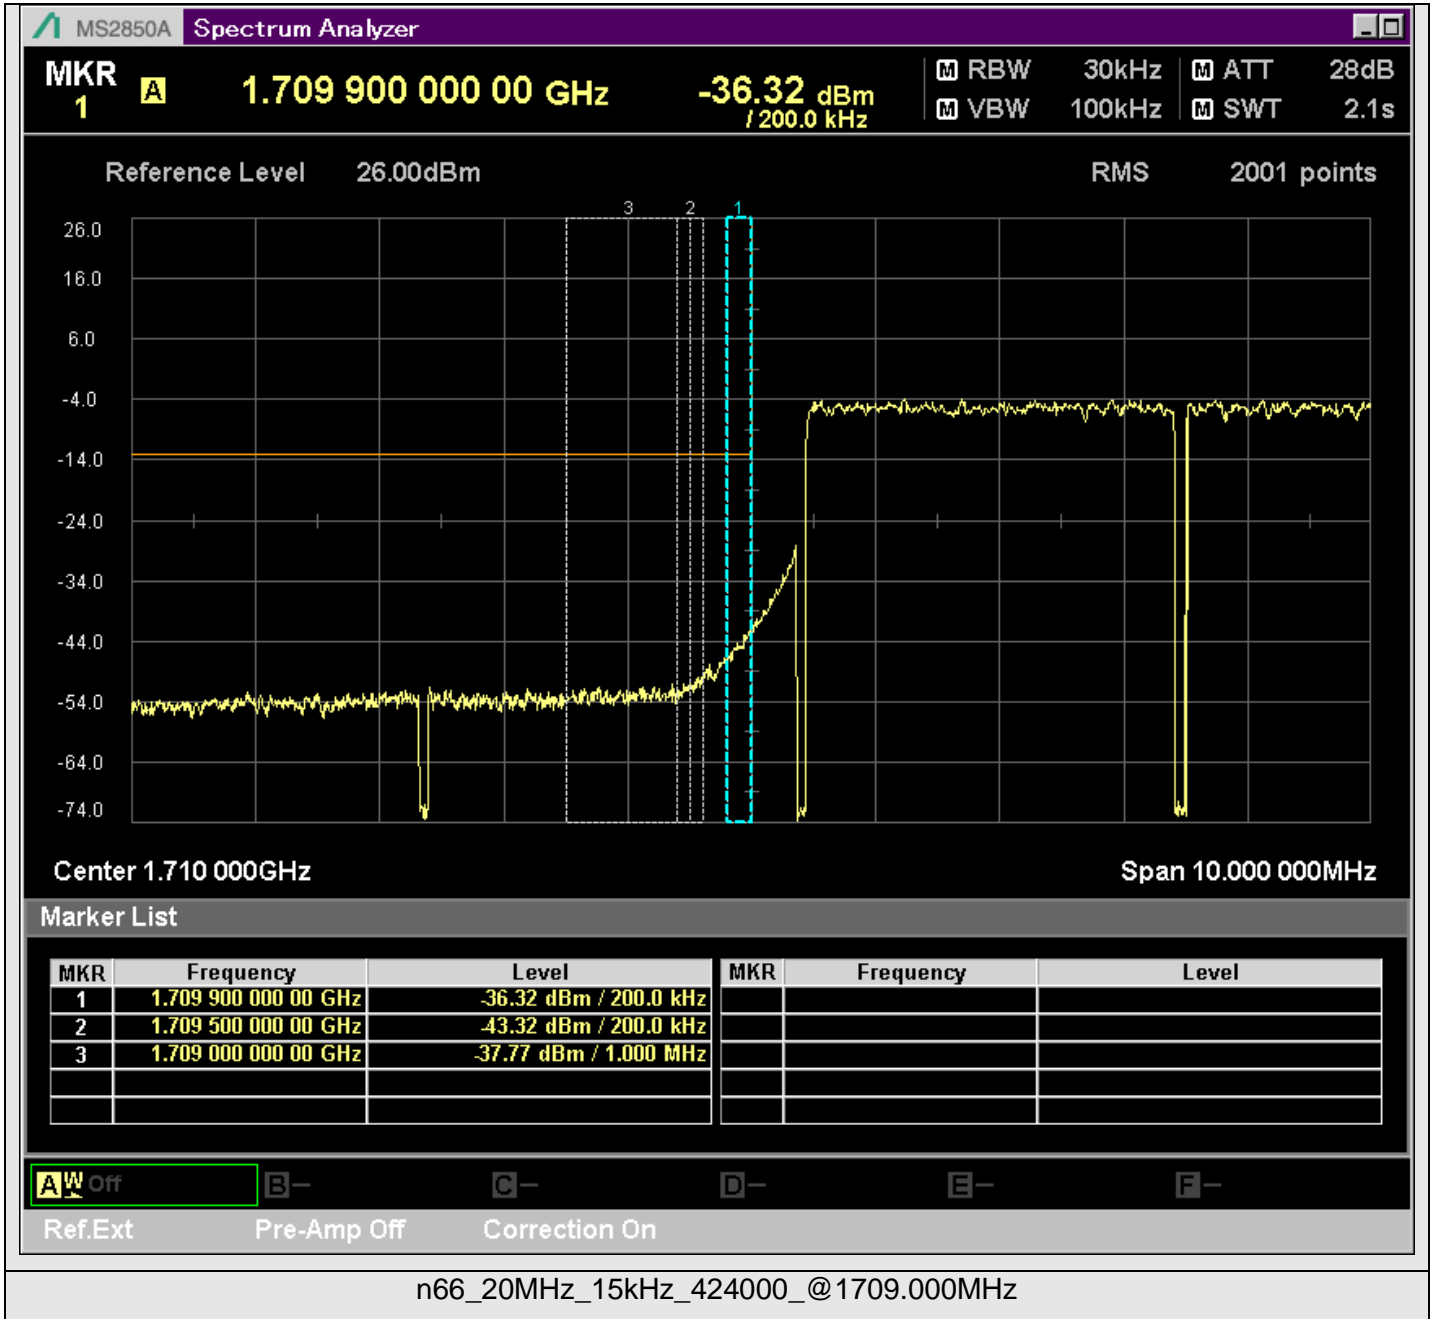 MS2850A Spectrum Analyzer
MKR 1 A 1.709 900 000 00 GHz -36.32 dBm / 200.0 kHz
M RBW 30kHz M ATT 28dB
M VBW 100kHz M SWT 2.1s
Reference Level 26.00dBm RMS 2001 points
3 2 1
26.0
16.0
6.0
-4.0
-14.0
-24.0
-34.0
-44.0
-54.0
-64.0
-74.0
Center 1.710 000GHz Span 10.000 000MHz
Marker List
MKR Frequency Level MKR Frequency Level
1 1.709 900 000 00 GHz -36.32 dBm / 200.0 kHz
2 1.709 500 000 00 GHz -43.32 dBm / 200.0 kHz
3 1.709 000 000 00 GHz -37.77 dBm / 1.000 MHz
A W Off B − C − D − E − F −
Ref.Ext Pre-Amp Off Correction On
n66_20MHz_15kHz_424000_@1709.000MHz